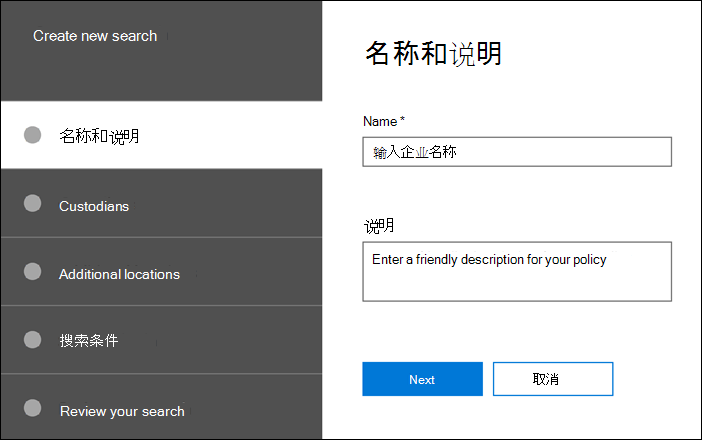 Create new search
名称和说明
Custodians
Additional locations
搜索条件
Review your search
名称和说明
Name *
输入企业名称
说明
Enter a friendly description for your policy
Next
取消